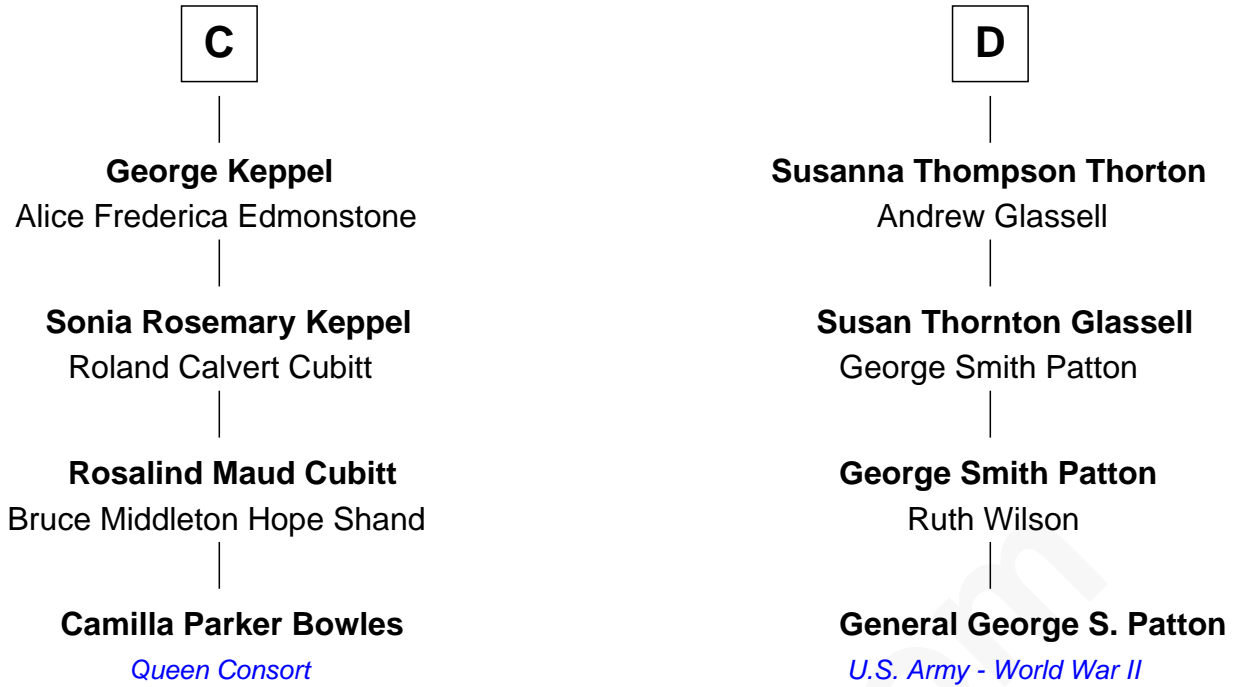 C
George Keppel
Alice Frederica Edmonstone
Sonia Rosemary Keppel
Roland Calvert Cubitt
Rosalind Maud Cubitt
Bruce Middleton Hope Shand
Camilla Parker Bowles
Queen Consort
D
Susanna Thompson Thorton
Andrew Glassell
Susan Thornton Glassell
George Smith Patton
George Smith Patton
Ruth Wilson
General George S. Patton
U.S. Army - World War II